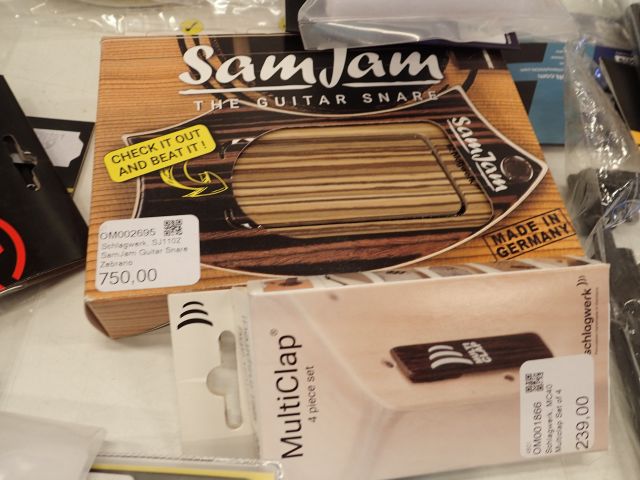 SamJam
THE GUITAR SNARE
CHECK IT OUT
AND BEAT IT!
SamJam
MADE IN
GERMANY
OM002695
Schlagwerk, SJ110Z
SamJam Guitar Snare
Zebrano
750,00
MultiClap®
4 piece set
schlagwerk
OM001866
Schlagwerk, MC40
Multiclap Set of 4
239,00